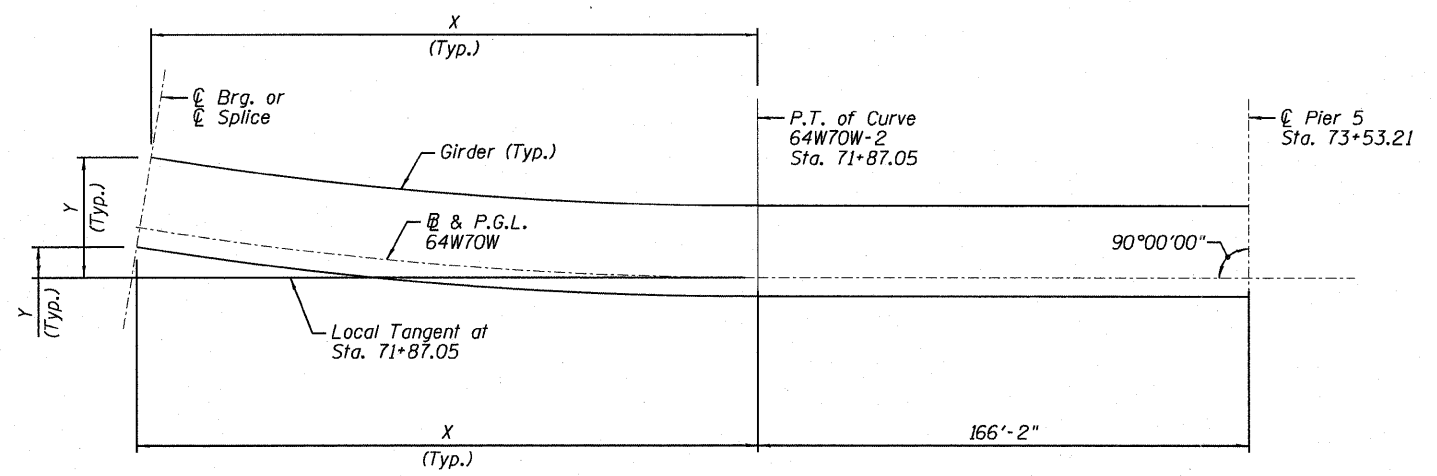 X
(Typ.)
℄ Brg. or
℄ Splice
P.T. of Curve
64W70W-2
Sta. 71+87.05
℄ Pier 5
Sta. 73+53.21
Girder (Typ.)
Y
(Typ.)
℄ & P.G.L.
64W70W
90°00'00"
Y
(Typ.)
Local Tangent at
Sta. 71+87.05
X
(Typ.)
166'-2"